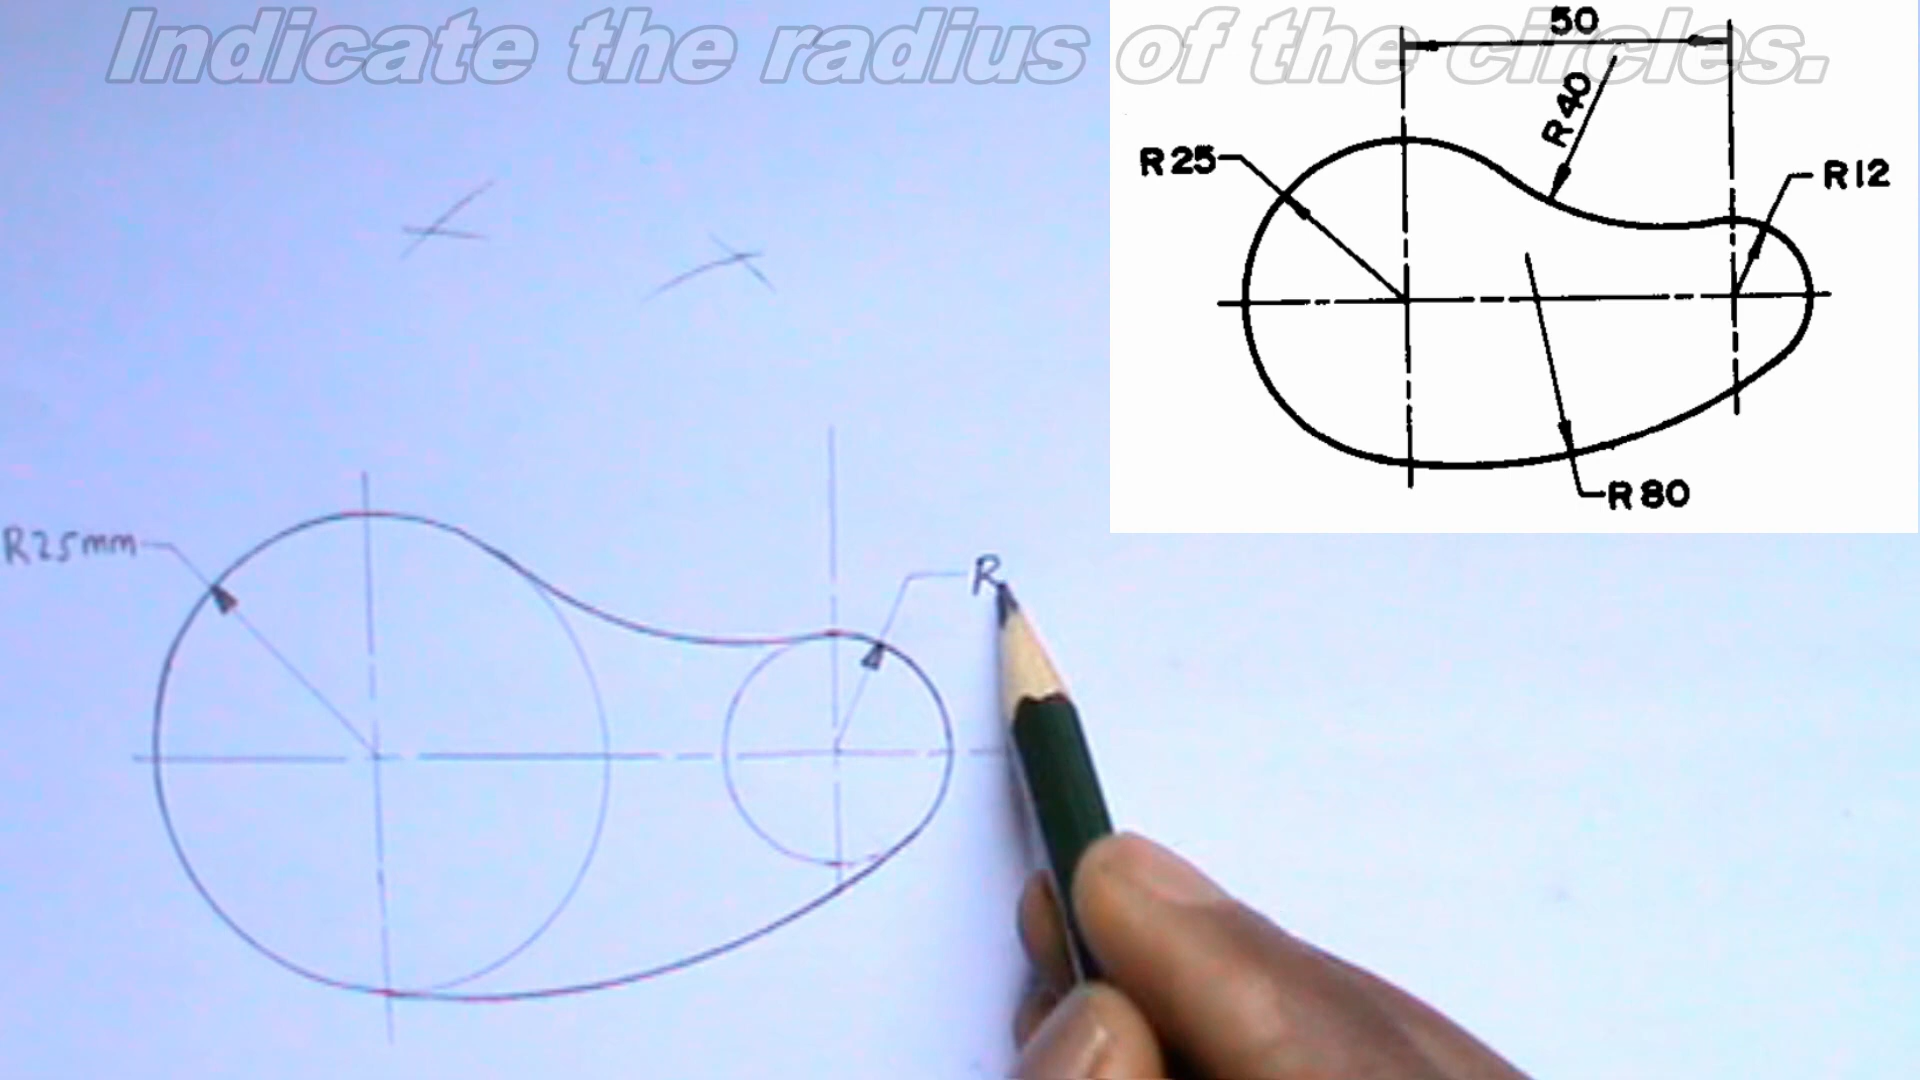 Indicate the radius of the circles.
50
R40
R25
R12
R80
R25mm
R